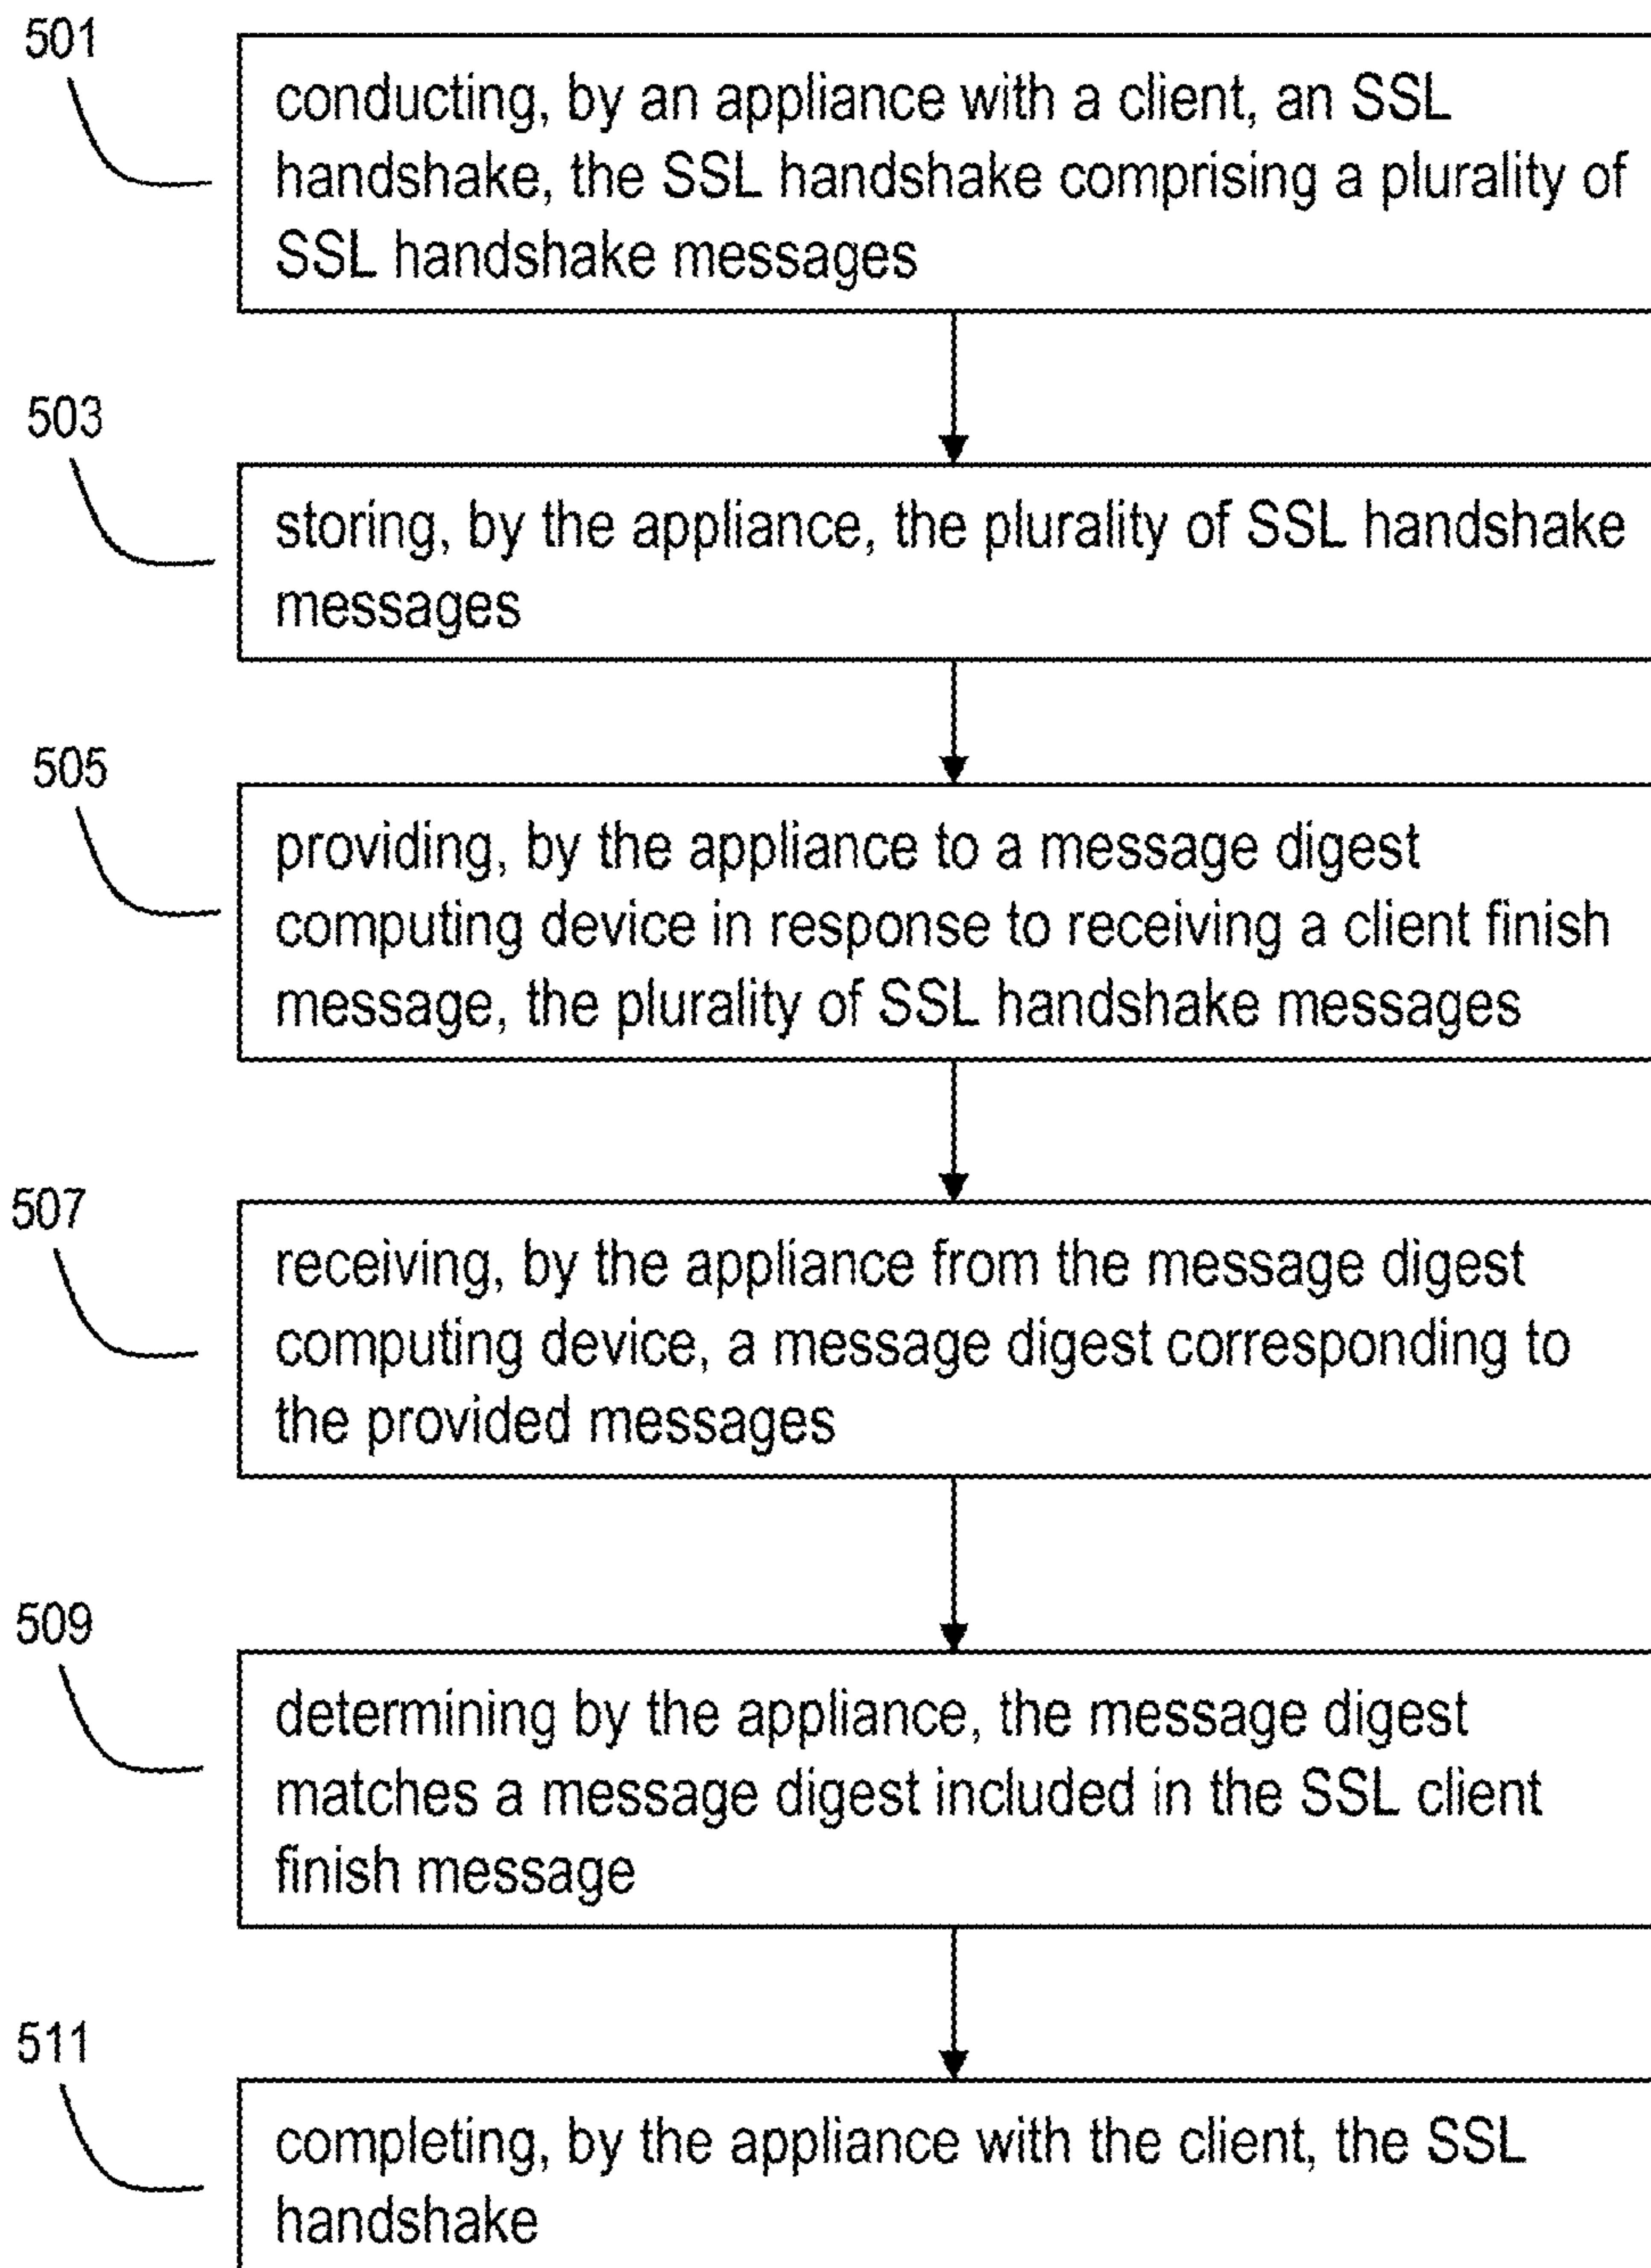 501
conducting, by an appliance with a client, an SSL
handshake, the SSL handshake comprising a plurality of
SSL handshake messages
503
storing, by the appliance, the plurality of SSL handshake
messages
505
providing, by the appliance to a message digest
computing device in response to receiving a client finish
message, the plurality of SSL handshake messages
507
receiving, by the appliance from the message digest
computing device, a message digest corresponding to
the provided messages
509
determining by the appliance, the message digest
matches a message digest included in the SSL client
finish message
511
completing, by the appliance with the client, the SSL
handshake